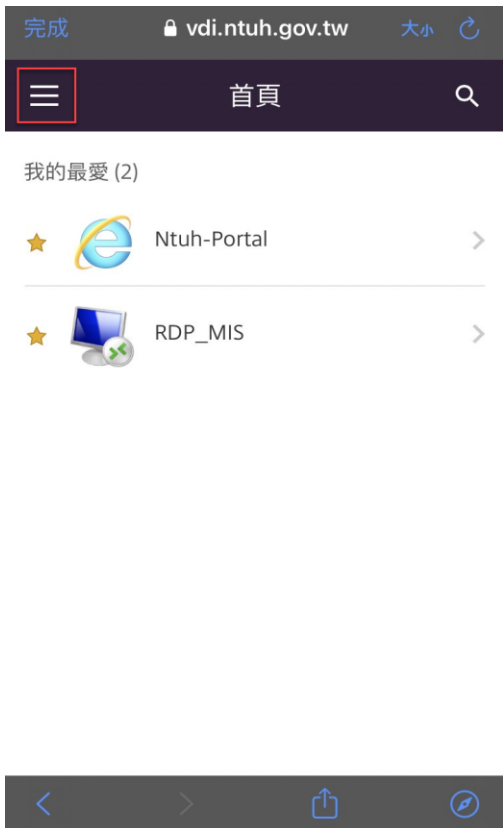 完成 vdi.ntuh.gov.tw 大小
首頁
我的最愛 (2)
Ntuh-Portal
RDP_MIS